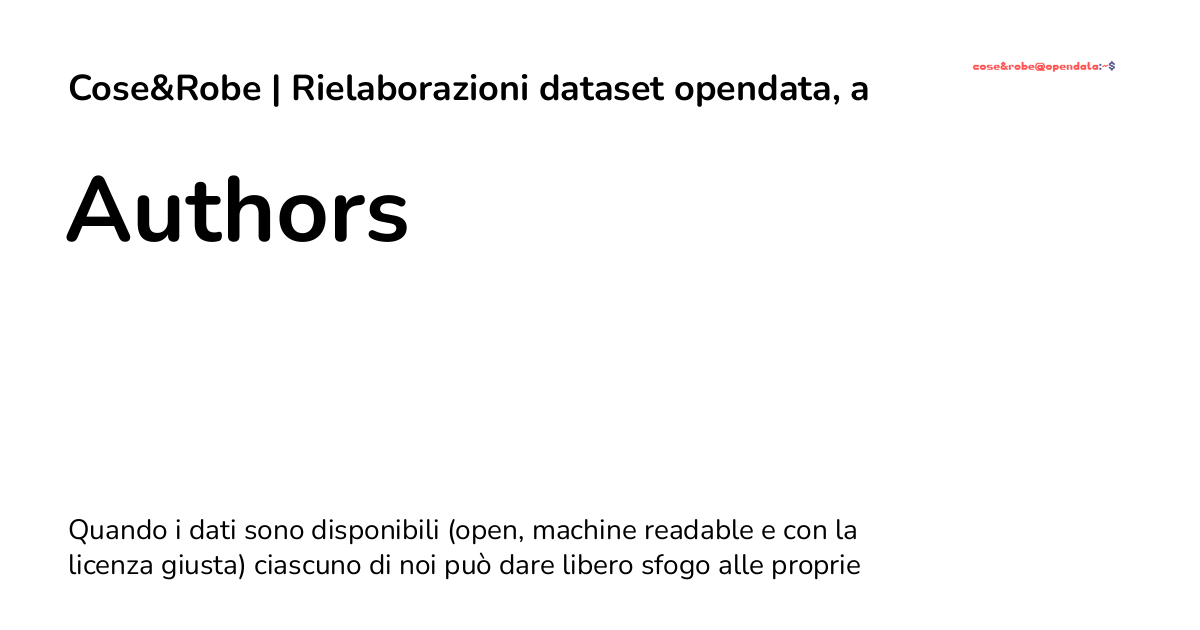 Cose&Robe | Rielaborazioni dataset opendata, a
cose&robe@opendata:~$
Authors
Quando i dati sono disponibili (open, machine readable e con la
licenza giusta) ciascuno di noi può dare libero sfogo alle proprie